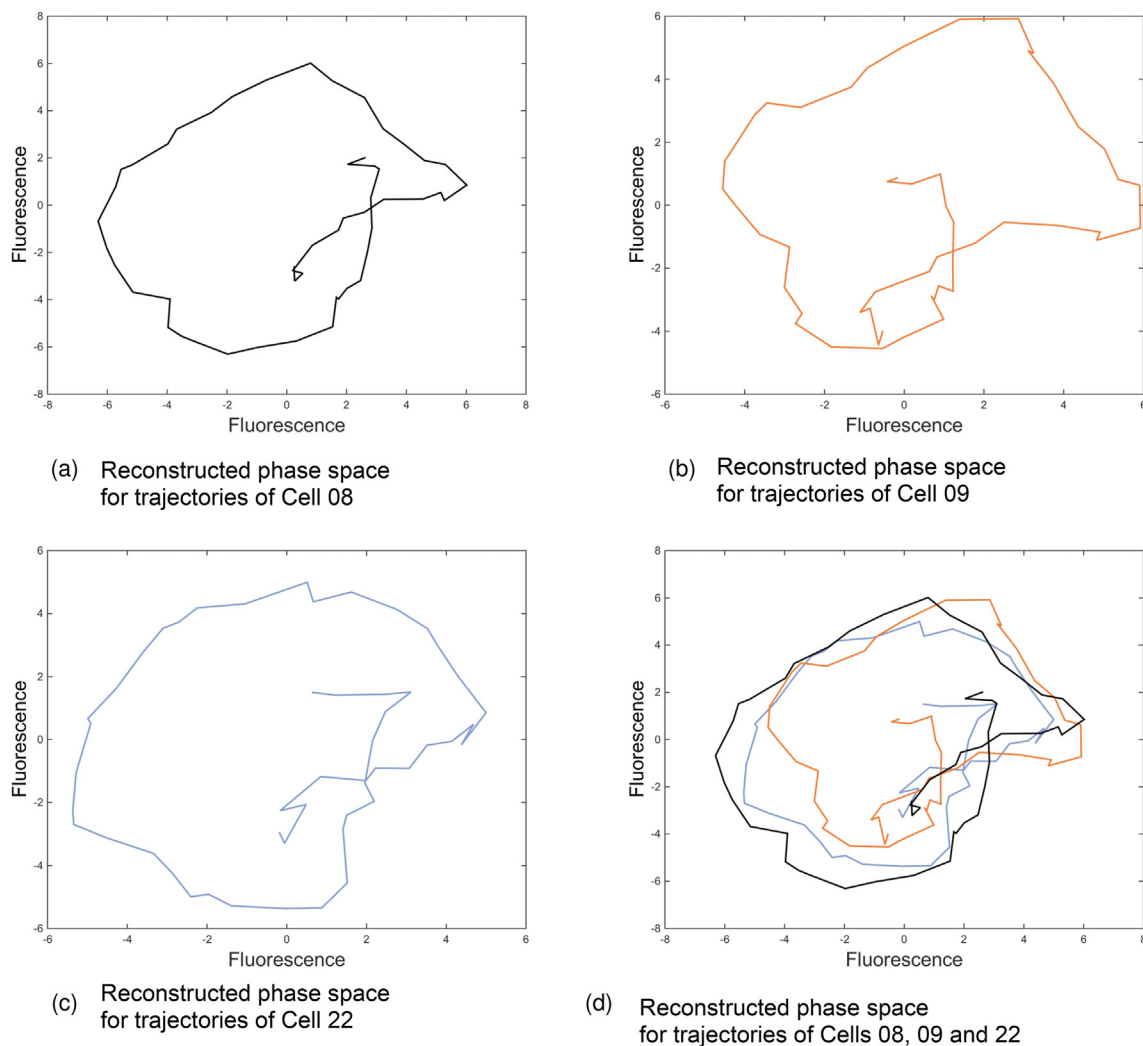 8
6
4
2
0
-2
-4
-6
-8
Fluorescence
-8 -6 -4 -2 0 2 4 6 8
Fluorescence
(a) Reconstructed phase space
for trajectories of Cell 08
6
4
2
0
-2
-4
-6
Fluorescence
-6 -4 -2 0 2 4 6
Fluorescence
(b) Reconstructed phase space
for trajectories of Cell 09
6
4
2
0
-2
-4
-6
Fluorescence
-6 -4 -2 0 2 4 6
Fluorescence
(c) Reconstructed phase space
for trajectories of Cell 22
8
6
4
2
0
-2
-4
-6
-8
Fluorescence
-8 -6 -4 -2 0 2 4 6 8
Fluorescence
(d) Reconstructed phase space
for trajectories of Cells 08, 09 and 22